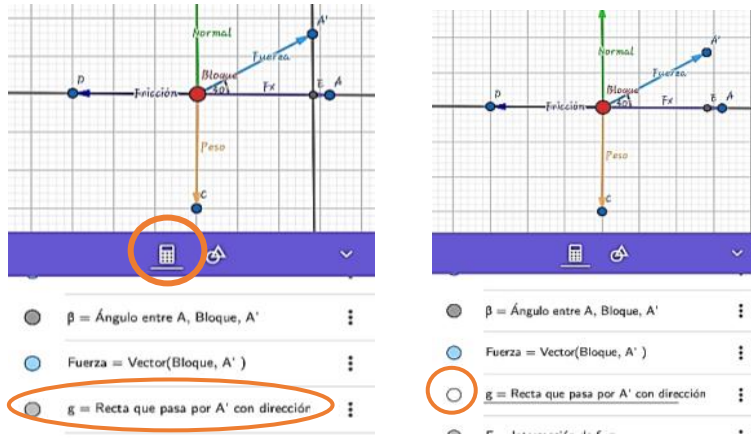 Normal
A'
Fuerza
D
Bloque
E
A
Fricción
30
Fx
Peso
C
β = Ángulo entre A, Bloque, A'
Fuerza = Vector(Bloque, A' )
g = Recta que pasa por A' con dirección
Normal
A'
Fuerza
D
Bloque
E
A
Fricción
30
Fx
Peso
C
β = Ángulo entre A, Bloque, A'
Fuerza = Vector(Bloque, A' )
g = Recta que pasa por A' con dirección